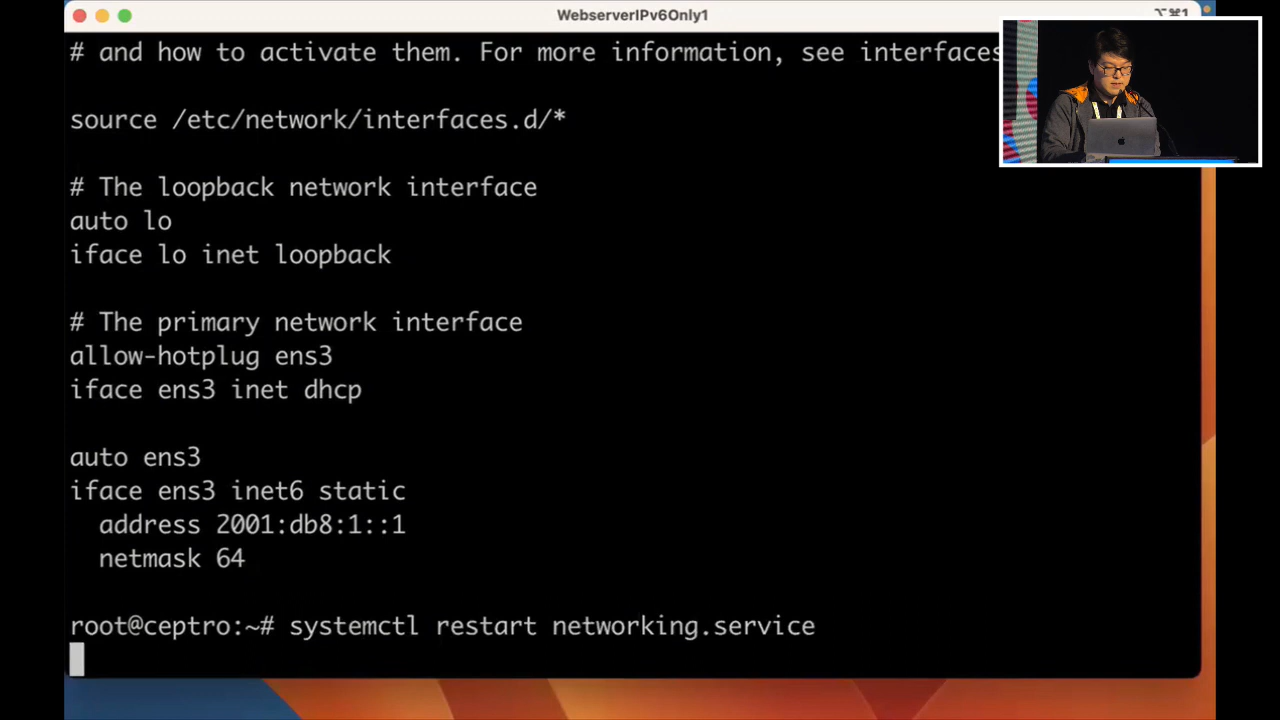 WebserverIPv6Only1
⌥⌘1
# and how to activate them. For more information, see interfaces
source /etc/network/interfaces.d/*
# The loopback network interface
auto lo
iface lo inet loopback
# The primary network interface
allow-hotplug ens3
iface ens3 inet dhcp
auto ens3
iface ens3 inet6 static
address 2001:db8:1::1
netmask 64
root@ceptro:~# systemctl restart networking.service